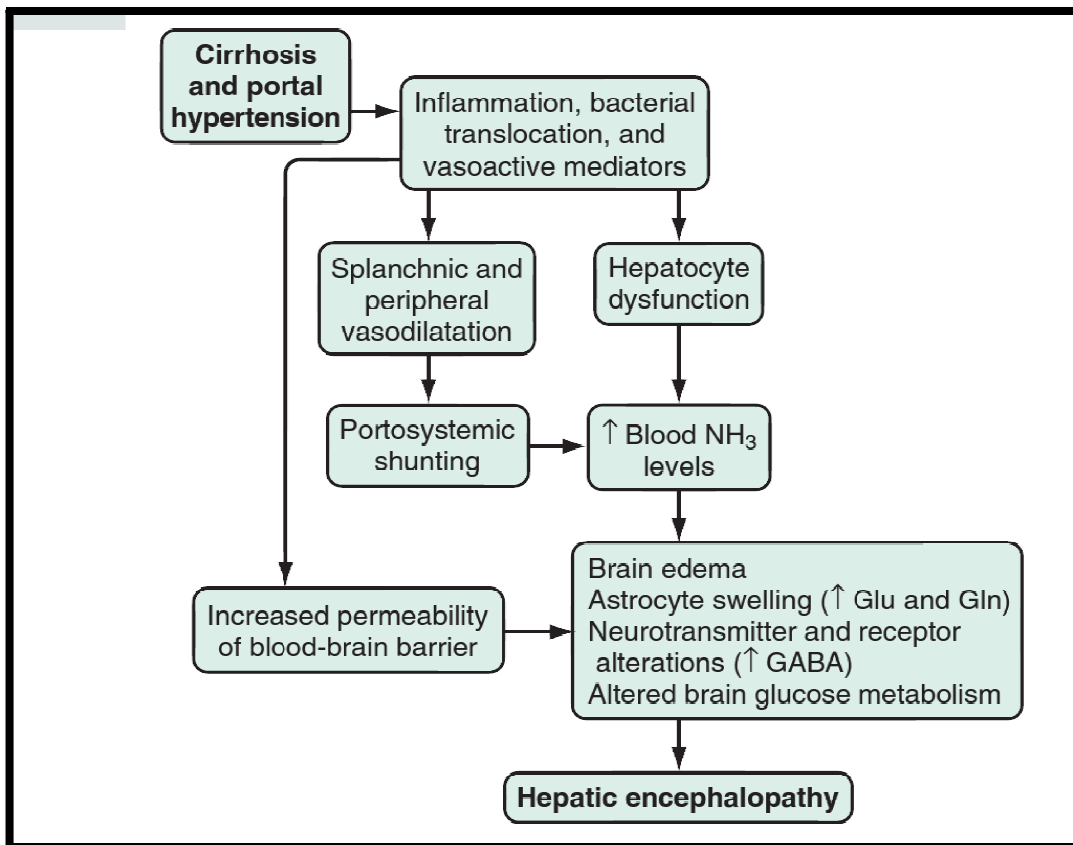 Cirrhosis
and portal
hypertension
Inflammation, bacterial
translocation, and
vasoactive mediators
Splanchnic and
peripheral
vasodilatation
Hepatocyte
dysfunction
Portosystemic
shunting
↑ Blood NH₃
levels
Increased permeability
of blood-brain barrier
Brain edema
Astrocyte swelling (↑ Glu and Gln)
Neurotransmitter and receptor
alterations (↑ GABA)
Altered brain glucose metabolism
Hepatic encephalopathy